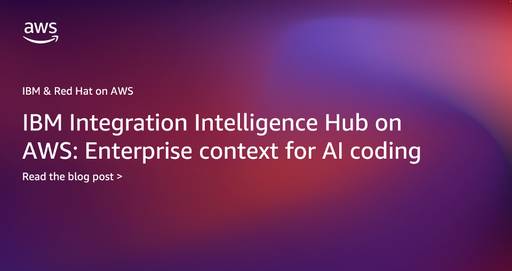 aws
IBM & Red Hat on AWS
IBM Integration Intelligence Hub on
AWS: Enterprise context for AI coding
Read the blog post >